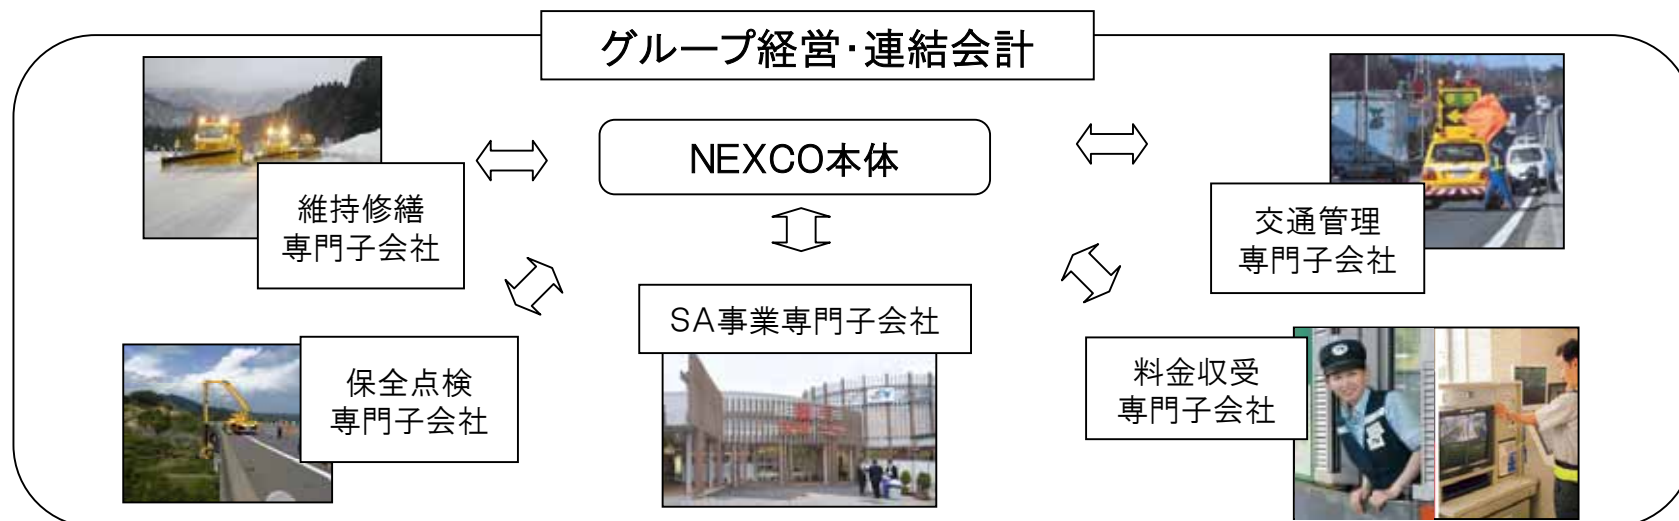 グループ経営・連結会計
NEXCO本体
維持修繕
専門子会社
交通管理
専門子会社
SA事業専門子会社
保全点検
専門子会社
料金収受
専門子会社